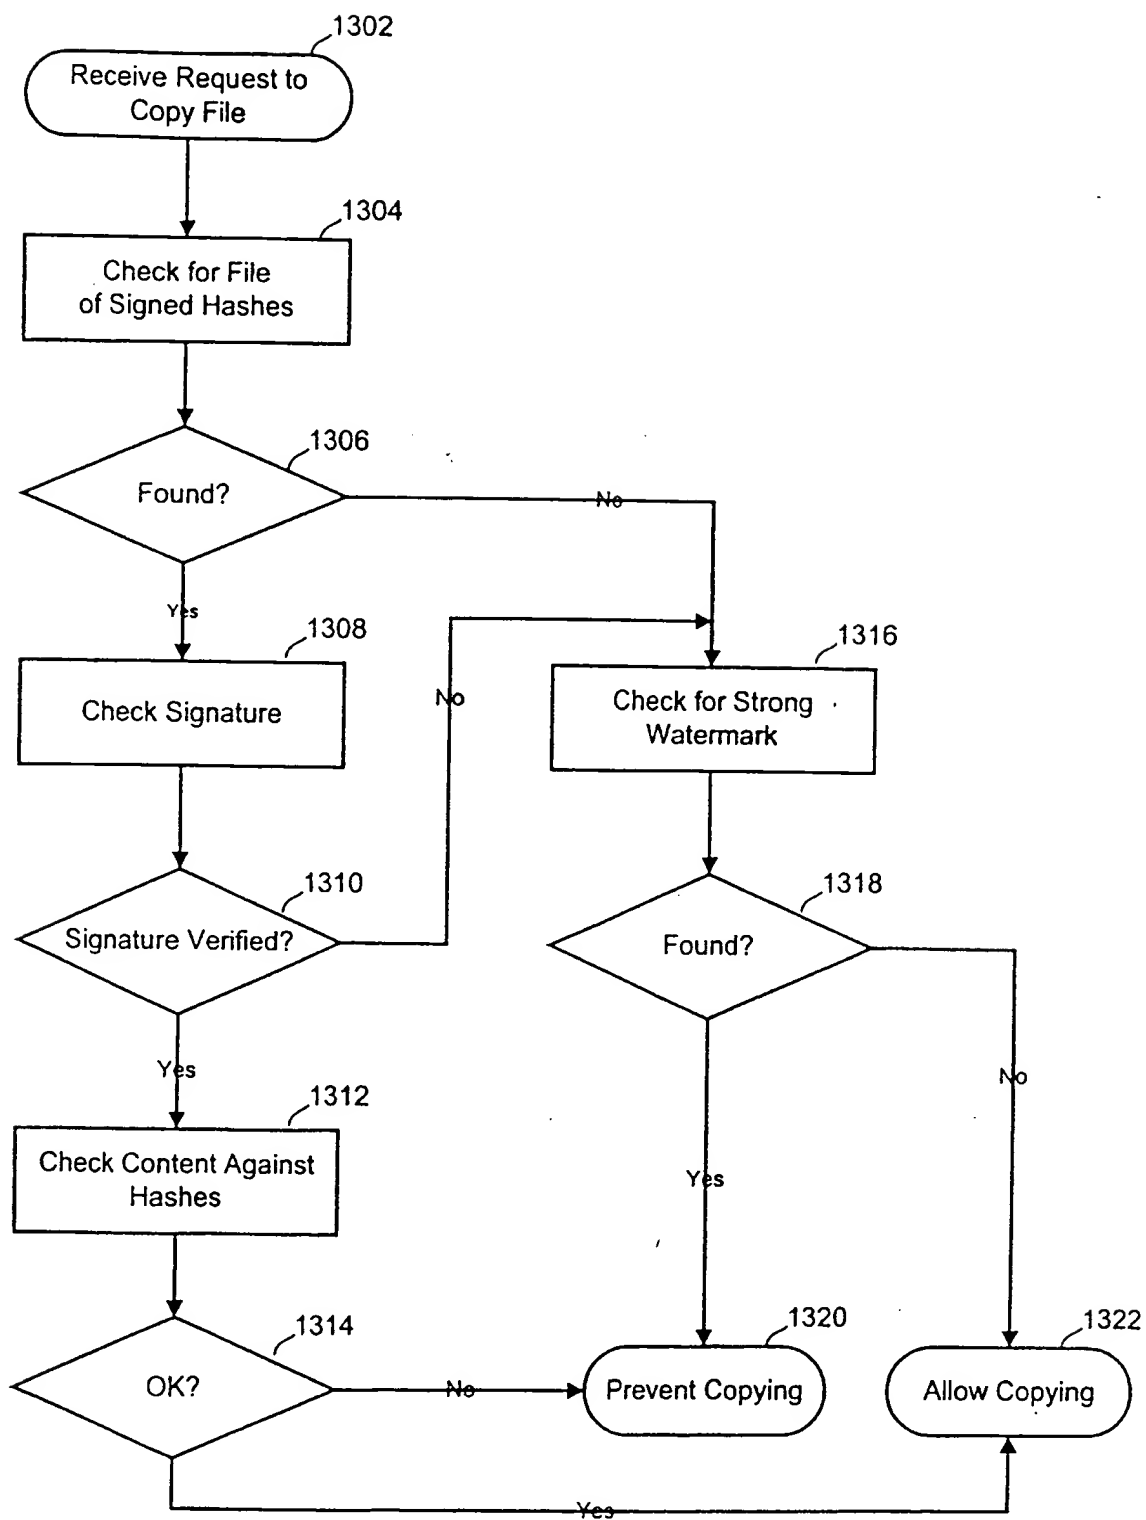 1302
Receive Request to
Copy File
1304
Check for File
of Signed Hashes
1306
Found?
No
Yes
1308
Check Signature
No
1316
Check for Strong
Watermark
1310
Signature Verified?
1318
Found?
Yes
No
1312
Check Content Against
Hashes
Yes
1314
OK?
No
1320
Prevent Copying
1322
Allow Copying
Yes